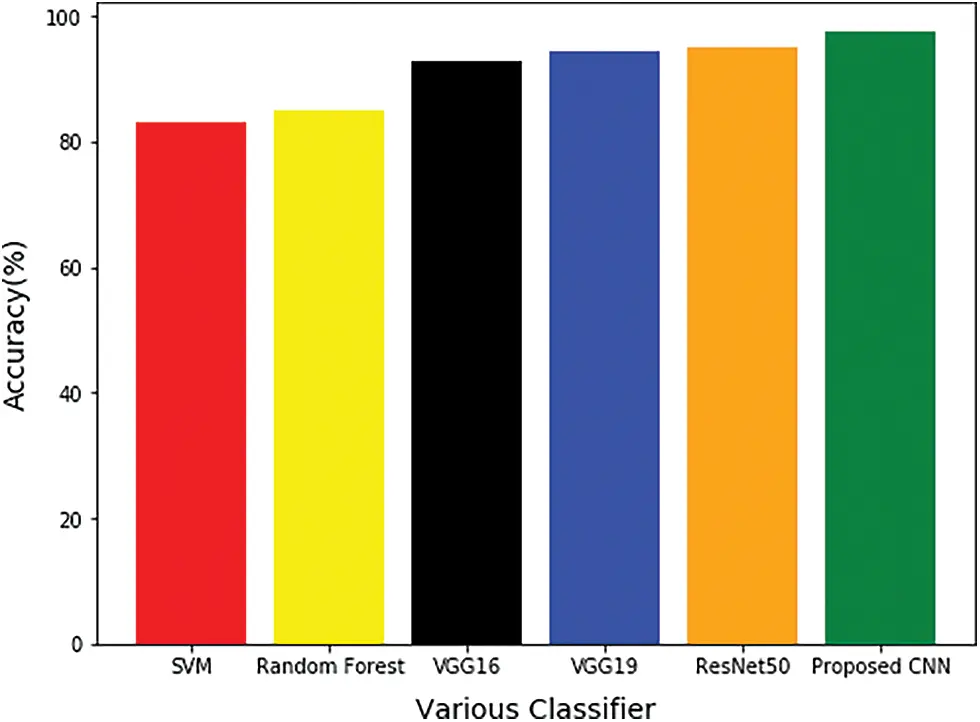 100
80
60
40
20
0
Accuracy(%)
SVM Random Forest VGG16 VGG19 ResNet50 Proposed CNN
Various Classifier